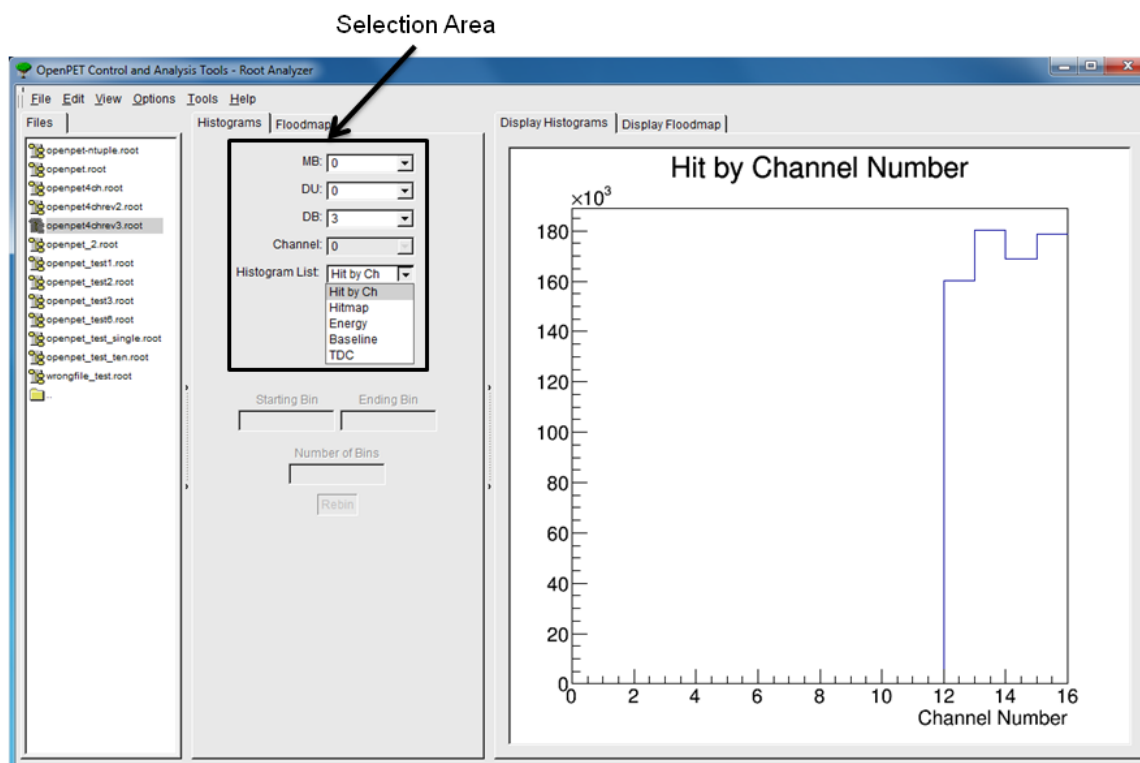 Selection Area
OpenPET Control and Analysis Tools - Root Analyzer
File Edit View Options Tools Help
Files
openpet-ntuple.root
openpet.root
openpet4ch.root
openpet4chrev2.root
openpet4chrev3.root
openpet_2.root
openpet_test1.root
openpet_test2.root
openpet_test3.root
openpet_test6.root
openpet_test_single.root
openpet_test_ten.root
wrongfile_test.root
..
Histograms Floodmap
MB: 0
DU: 0
DB: 3
Channel: 0
Histogram List: Hit by Ch
Hit by Ch
Hitmap
Energy
Baseline
TDC
Starting Bin Ending Bin
Number of Bins
Rebin
Display Histograms Display Floodmap
Hit by Channel Number
×10³
180
160
140
120
100
80
60
40
20
0
0 2 4 6 8 10 12 14 16
Channel Number